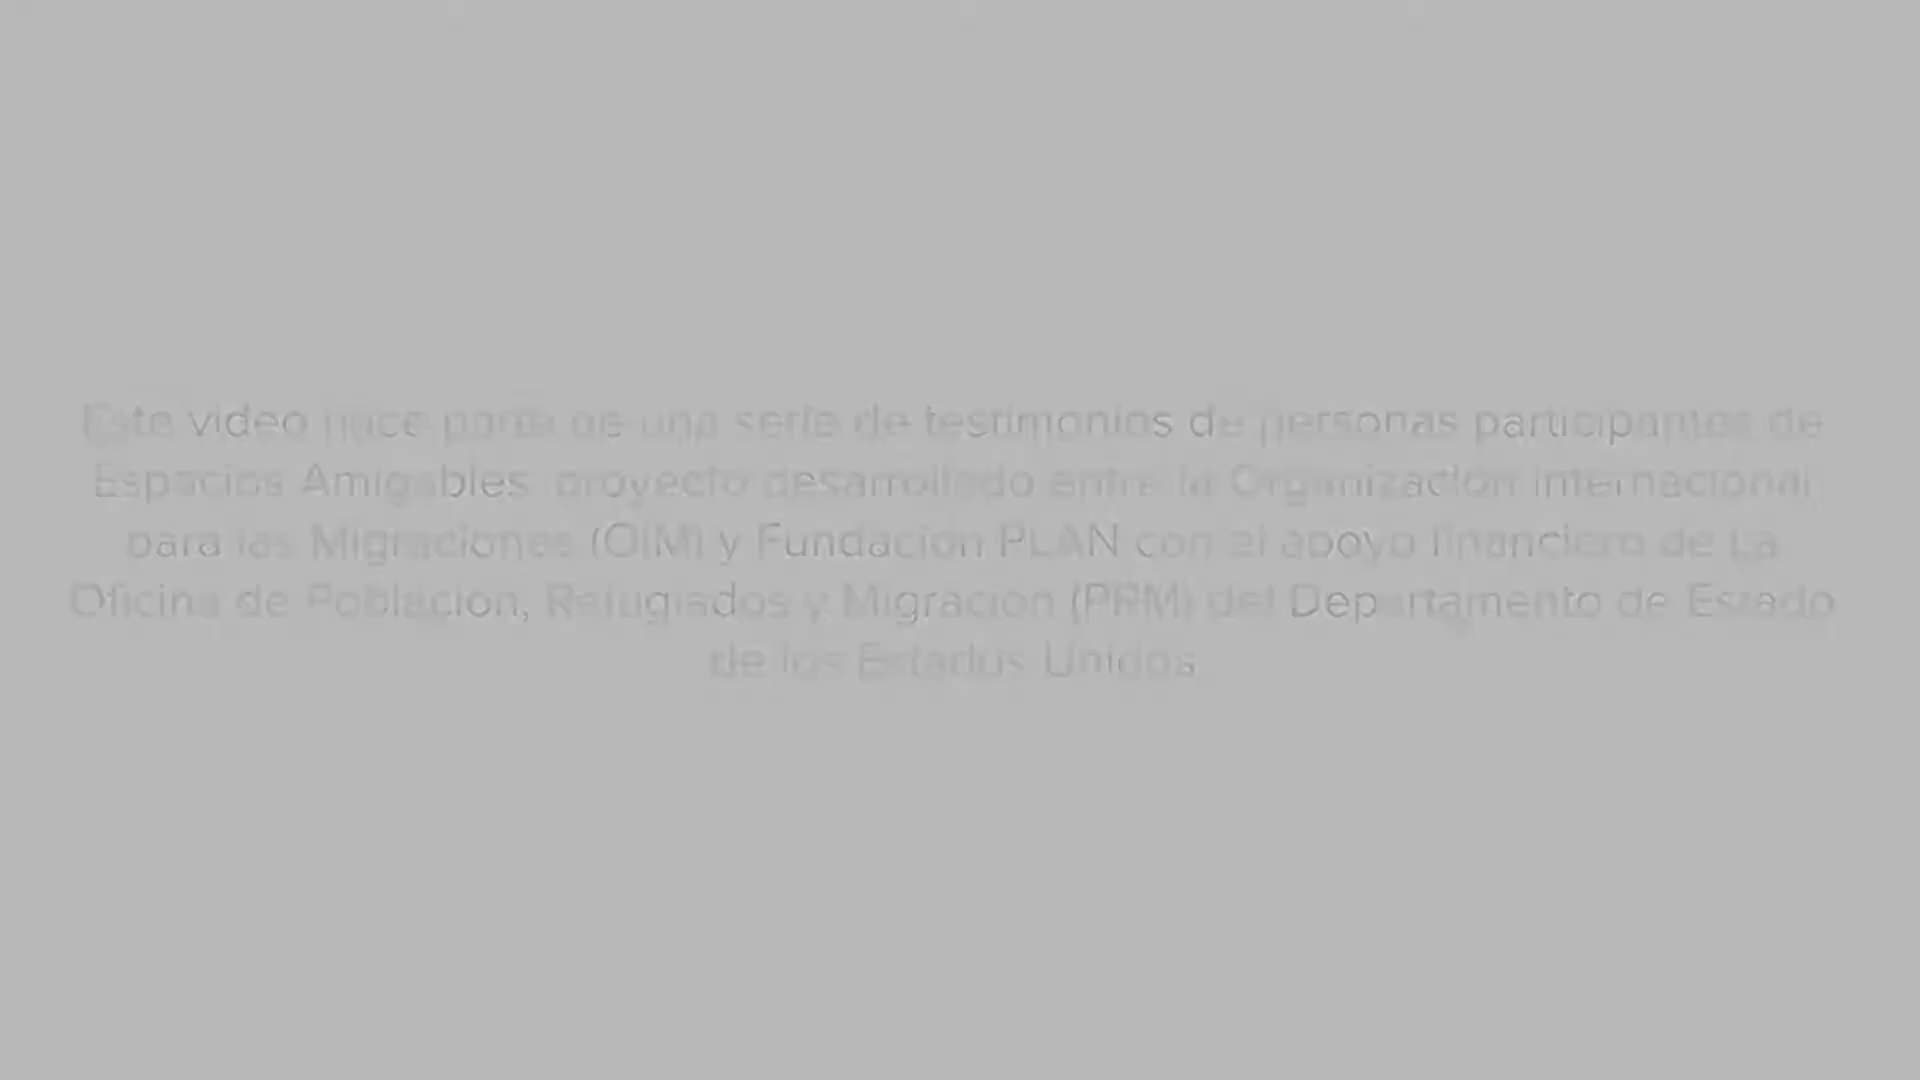 Este video hace parte de una serie de testimonios de personas participantes de
Espacios Amigables, proyecto desarrollado entre la Organización Internacional
para las Migraciones (OIM) y Fundación PLAN con el apoyo financiero de La
Oficina de Población, Refugiados y Migración (PRM) del Departamento de Estado
de los Estados Unidos